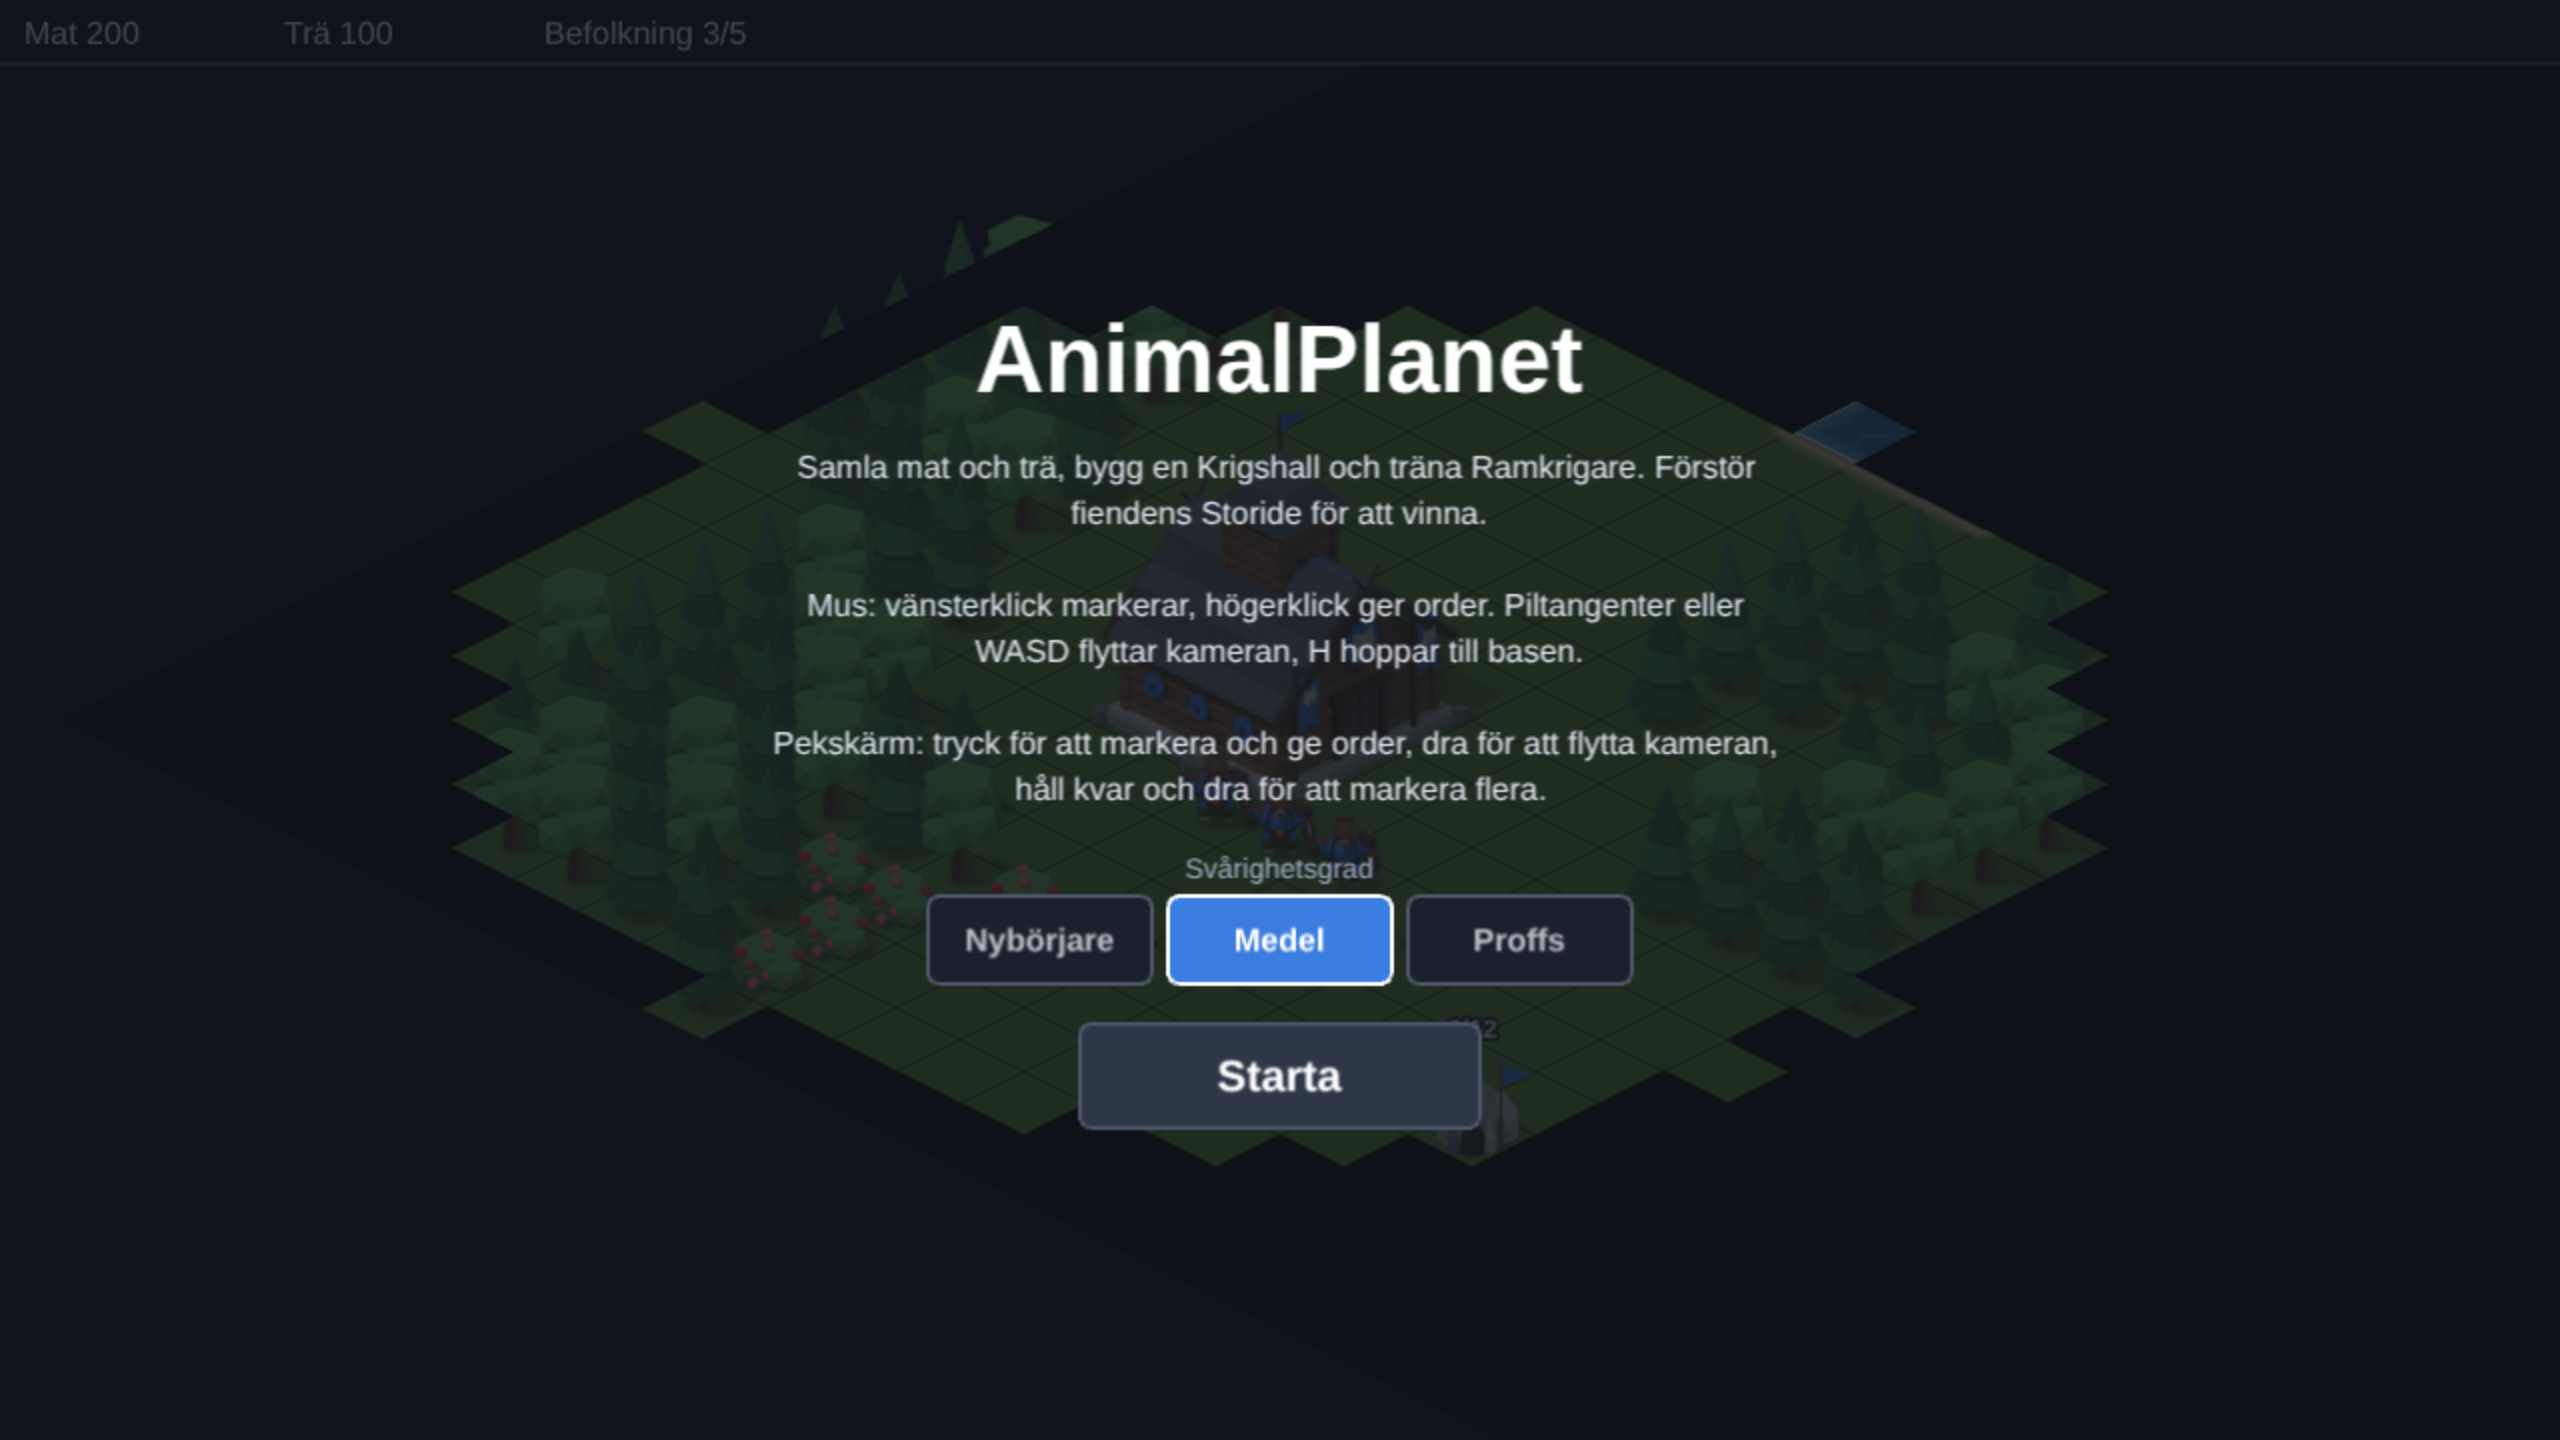 Mat 200
Trä 100
Befolkning 3/5
AnimalPlanet
Samla mat och trä, bygg en Krigshall och träna Ramkrigare. Förstör
fiendens Storide för att vinna.
Mus: vänsterklick markerar, högerklick ger order. Piltangenter eller
WASD flyttar kameran, H hoppar till basen.
Pekskärm: tryck för att markera och ge order, dra för att flytta kameran,
håll kvar och dra för att markera flera.
Svårighetsgrad
Nybörjare
Medel
Proffs
Starta